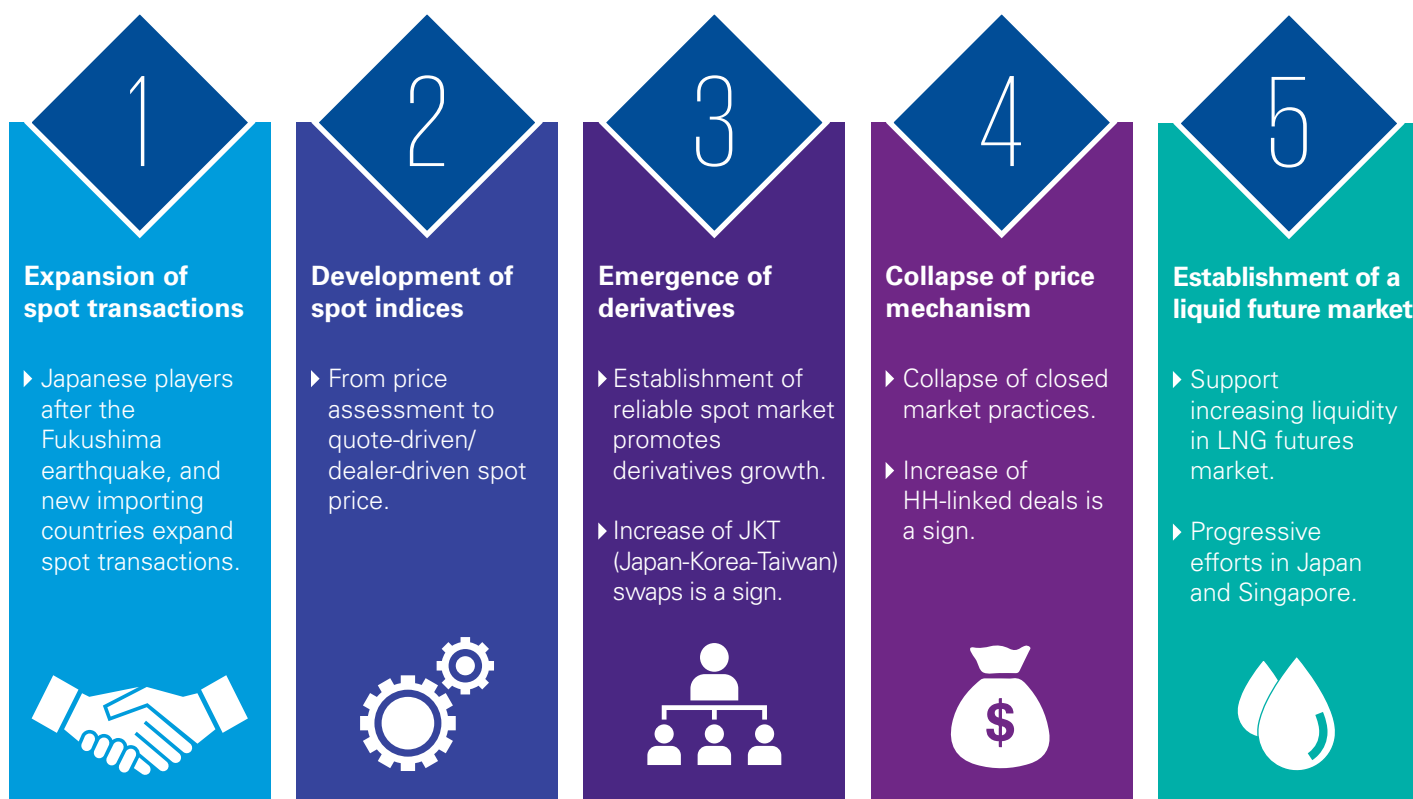 1
Expansion of
spot transactions
Japanese players
after the
Fukushima
earthquake, and
new importing
countries expand
spot transactions.
2
Development of
spot indices
From price
assessment to
quote-driven/
dealer-driven spot
price.
3
Emergence of
derivatives
Establishment of
reliable spot market
promotes
derivatives growth.
Increase of JKT
(Japan-Korea-Taiwan)
swaps is a sign.
4
Collapse of price
mechanism
Collapse of closed
market practices.
Increase of
HH-linked deals is
a sign.
$
5
Establishment of a
liquid future market
Support
increasing liquidity
in LNG futures
market.
Progressive
efforts in Japan
and Singapore.